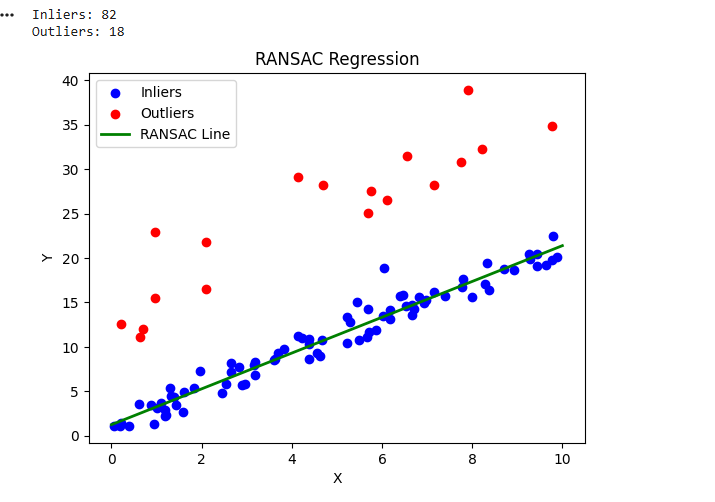 Inliers: 82
Outliers: 18
RANSAC Regression
Inliers
Outliers
RANSAC Line
Y
40
35
30
25
20
15
10
5
0
0 2 4 6 8 10
X